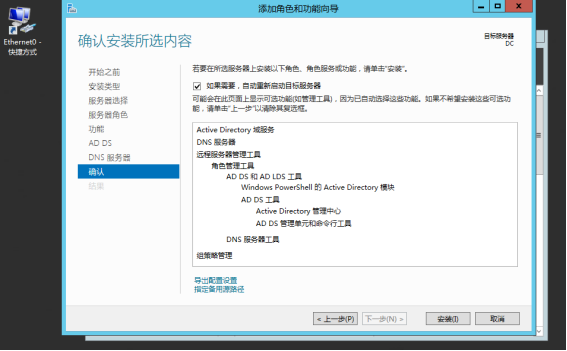 Ethernet0 -
快捷方式
添加角色和功能向导
确认安装所选内容
目标服务器
DC
开始之前
安装类型
服务器选择
服务器角色
功能
AD DS
DNS 服务器
确认
结果
若要在所选服务器上安装以下角色、角色服务或功能，请单击"安装"。
如果需要，自动重新启动目标服务器
可能会在此页面上显示可选功能(如管理工具)，因为已自动选择这些功能。如果不希望安装这些可选功
能，请单击"上一步"以清除其复选框。
Active Directory 域服务
DNS 服务器
远程服务器管理工具
角色管理工具
AD DS 和 AD LDS 工具
Windows PowerShell 的 Active Directory 模块
AD DS 工具
Active Directory 管理中心
AD DS 管理单元和命令行工具
DNS 服务器工具
组策略管理
导出配置设置
指定备用源路径
< 上一步(P)
下一步(N) >
安装(I)
取消